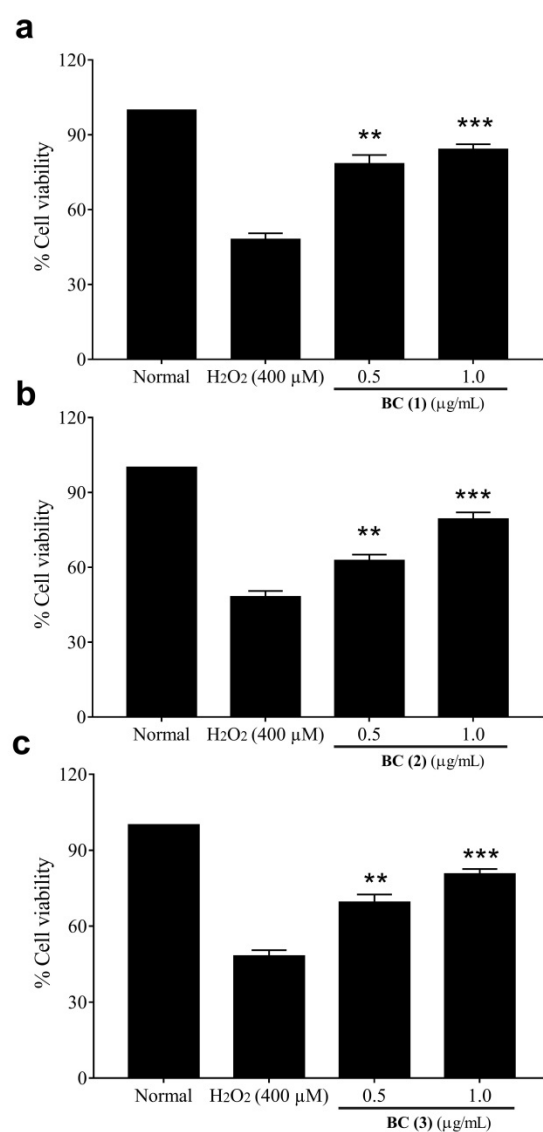 a
120
**
***
90
60
30
0
% Cell viability
Normal H2O2 (400 µM) 0.5 1.0
BC (1) (µg/mL)
b
120
***
90
**
60
30
0
% Cell viability
Normal H2O2 (400 µM) 0.5 1.0
BC (2) (µg/mL)
c
120
***
90
**
60
30
0
% Cell viability
Normal H2O2 (400 µM) 0.5 1.0
BC (3) (µg/mL)